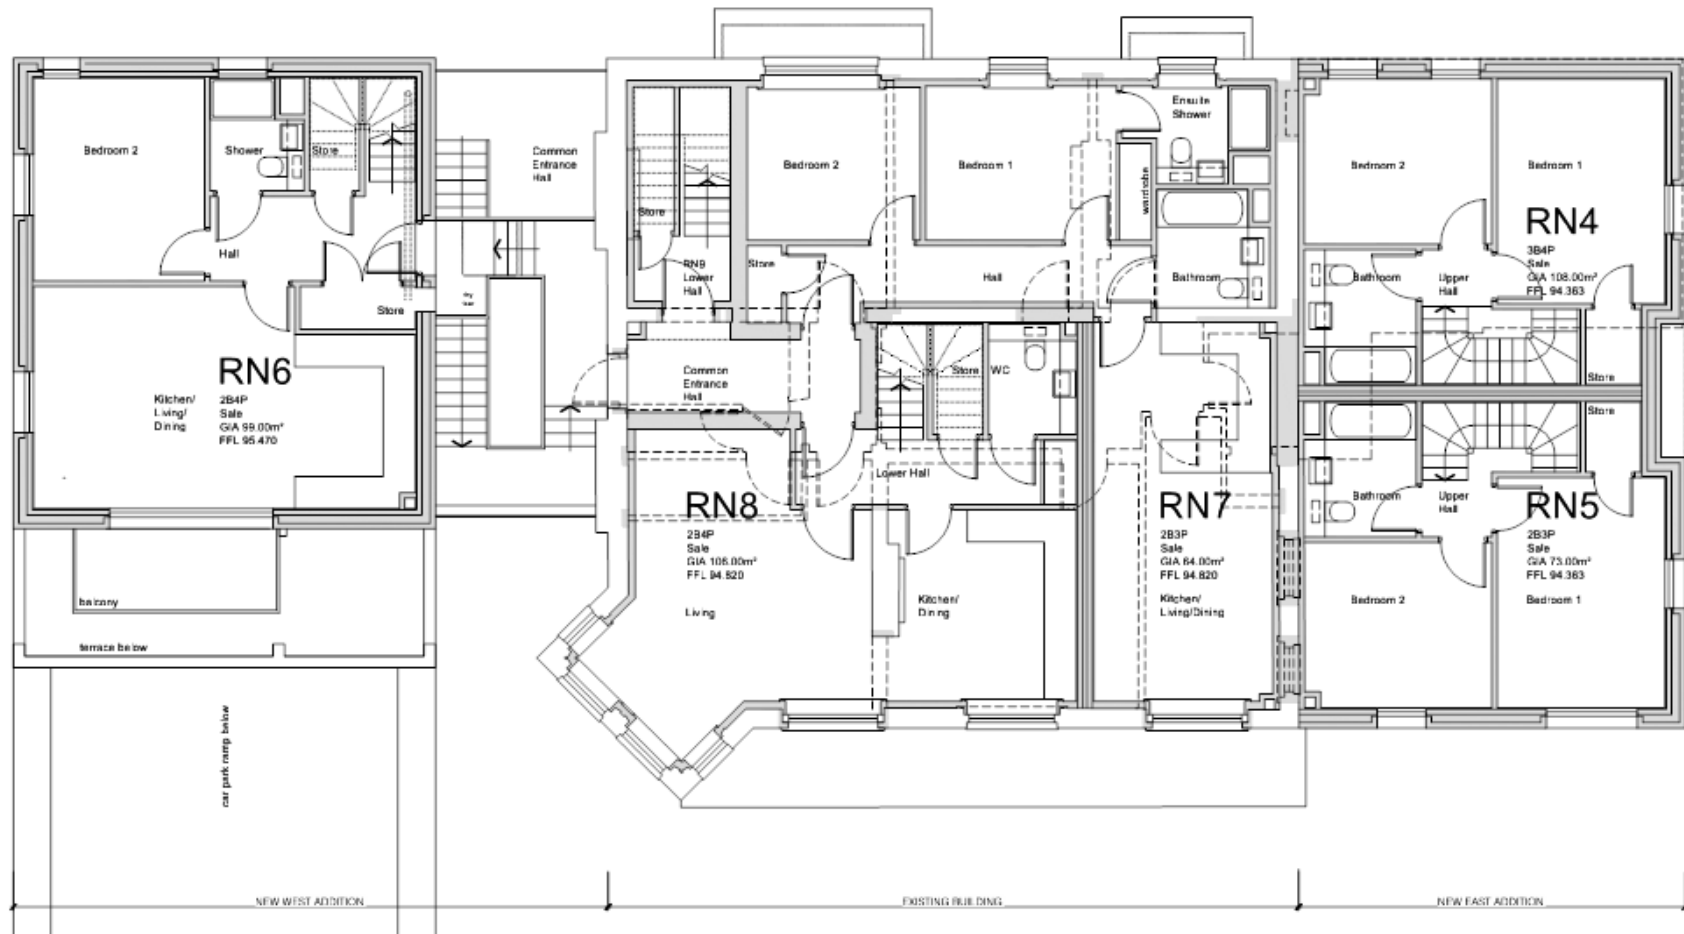 Bedroom 2
Shower
Store
Hall
Store
Kitchen/
Living/
Dining
RN6
2B4P
Sale
GIA 99.00m²
FFL 95.470
balcony
terrace below
car park ramp below
Common
Entrance
Hall
Store
RN9
Lower
Hall
Bedroom 2
Bedroom 1
Ensuite
Shower
wardrobe
Store
Hall
Bathroom
Common
Entrance
Hall
Store
WC
Lower Hall
RN8
2B4P
Sale
GIA 106.00m²
FFL 94.820
Living
Kitchen/
Dining
RN7
2B3P
Sale
GIA 64.00m²
FFL 94.820
Kitchen/
Living/Dining
Bedroom 2
Bedroom 1
RN4
3B4P
Sale
GIA 108.00m²
FFL 94.363
Bathroom
Upper
Hall
Store
Store
Bathroom
Upper
Hall
RN5
2B3P
Sale
GIA 73.00m²
FFL 94.363
Bedroom 2
Bedroom 1
NEW WEST ADDITION
EXISTING BUILDING
NEW EAST ADDITION